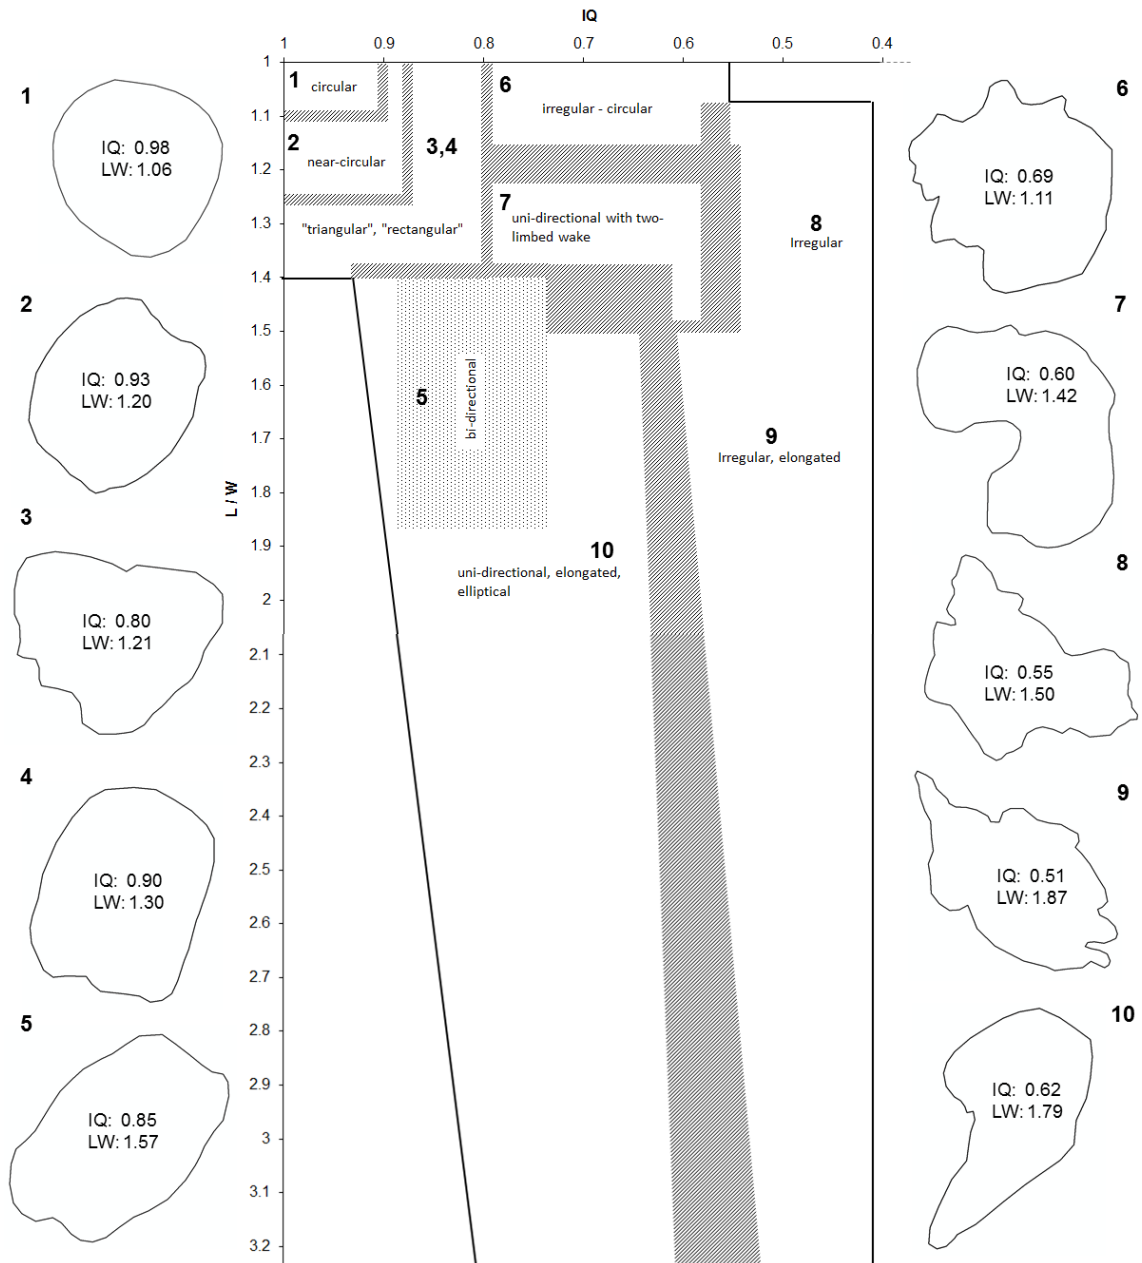 IQ
1 0.9 0.8 0.7 0.6 0.5 0.4
L / W
1
1.1
1.2
1.3
1.4
1.5
1.6
1.7
1.8
1.9
2
2.1
2.2
2.3
2.4
2.5
2.6
2.7
2.8
2.9
3
3.1
3.2
1 circular
2 near-circular
3,4
"triangular", "rectangular"
5 bi-directional
6
irregular - circular
7 uni-directional with two-
limbed wake
8
Irregular
9
Irregular, elongated
10
uni-directional, elongated,
elliptical
1
IQ: 0.98
LW: 1.06
2
IQ: 0.93
LW: 1.20
3
IQ: 0.80
LW: 1.21
4
IQ: 0.90
LW: 1.30
5
IQ: 0.85
LW: 1.57
6
IQ: 0.69
LW: 1.11
7
IQ: 0.60
LW: 1.42
8
IQ: 0.55
LW: 1.50
9
IQ: 0.51
LW: 1.87
10
IQ: 0.62
LW: 1.79